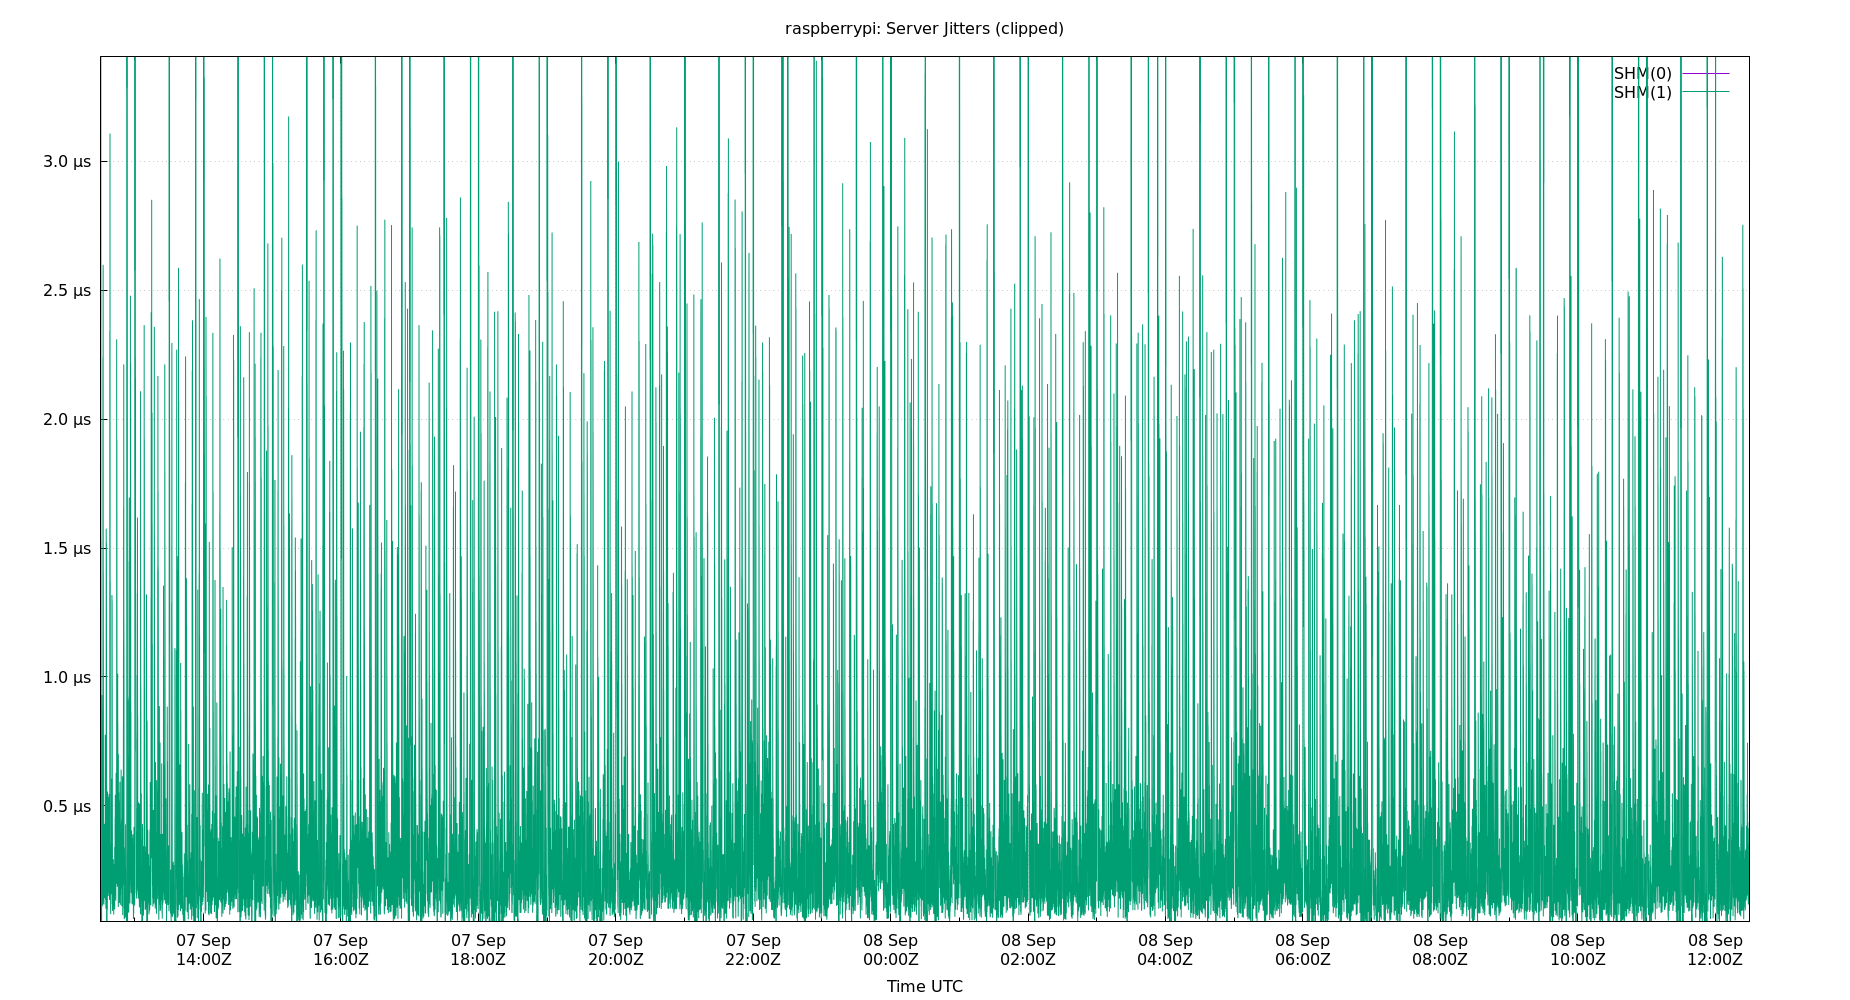 raspberrypi: Server Jitters (clipped)
SHM(0)
SHM(1)
3.0 µs
2.5 µs
2.0 µs
1.5 µs
1.0 µs
0.5 µs
07 Sep 07 Sep 07 Sep 07 Sep 07 Sep 08 Sep 08 Sep 08 Sep 08 Sep 08 Sep 08 Sep 08 Sep
14:00Z 16:00Z 18:00Z 20:00Z 22:00Z 00:00Z 02:00Z 04:00Z 06:00Z 08:00Z 10:00Z 12:00Z
Time UTC